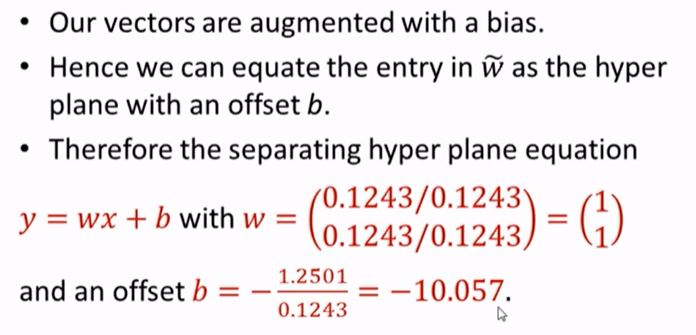 • Our vectors are augmented with a bias.
• Hence we can equate the entry in w̃ as the hyper
plane with an offset b.
• Therefore the separating hyper plane equation
y = wx + b with w = (0.1243/0.1243 0.1243/0.1243) = (1 1)
and an offset b = − 1.2501/0.1243 = −10.057.